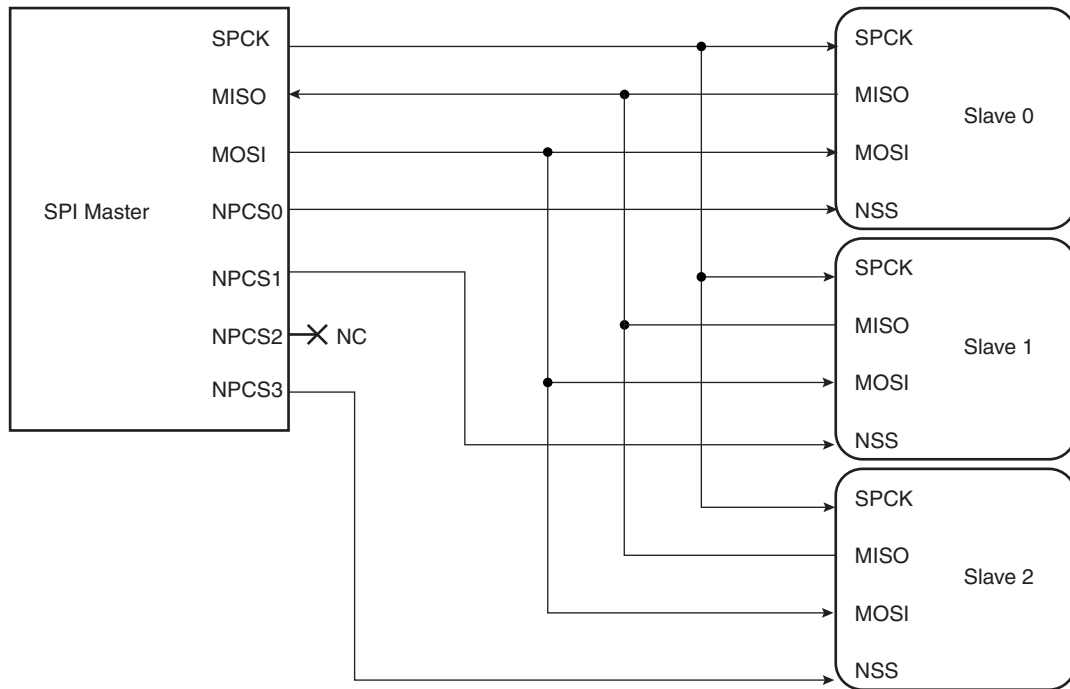 SPI Master
SPCK
MISO
MOSI
NPCS0
NPCS1
NPCS2
NC
NPCS3
SPCK
MISO
Slave 0
MOSI
NSS
SPCK
MISO
Slave 1
MOSI
NSS
SPCK
MISO
Slave 2
MOSI
NSS